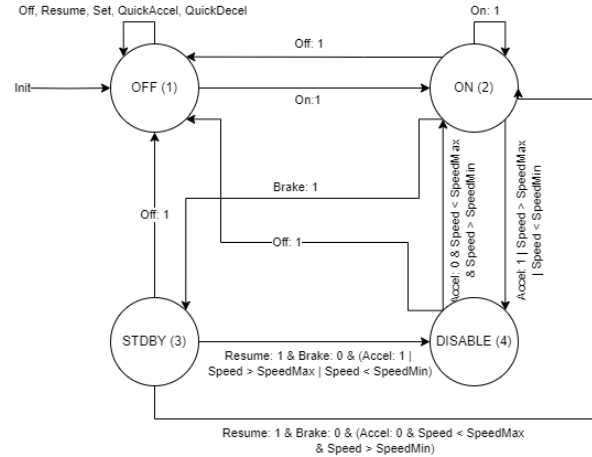 Off, Resume, Set, QuickAccel, QuickDecel
On: 1
Off: 1
Init
OFF (1)
ON (2)
On:1
Brake: 1
Accel: 0 & Speed < SpeedMax
& Speed > SpeedMin
Accel: 1 | Speed > SpeedMax
| Speed < SpeedMin
Off: 1
Off: 1
STDBY (3)
DISABLE (4)
Resume: 1 & Brake: 0 & (Accel: 1 |
Speed > SpeedMax | Speed < SpeedMin)
Resume: 1 & Brake: 0 & (Accel: 0 & Speed < SpeedMax
& Speed > SpeedMin)